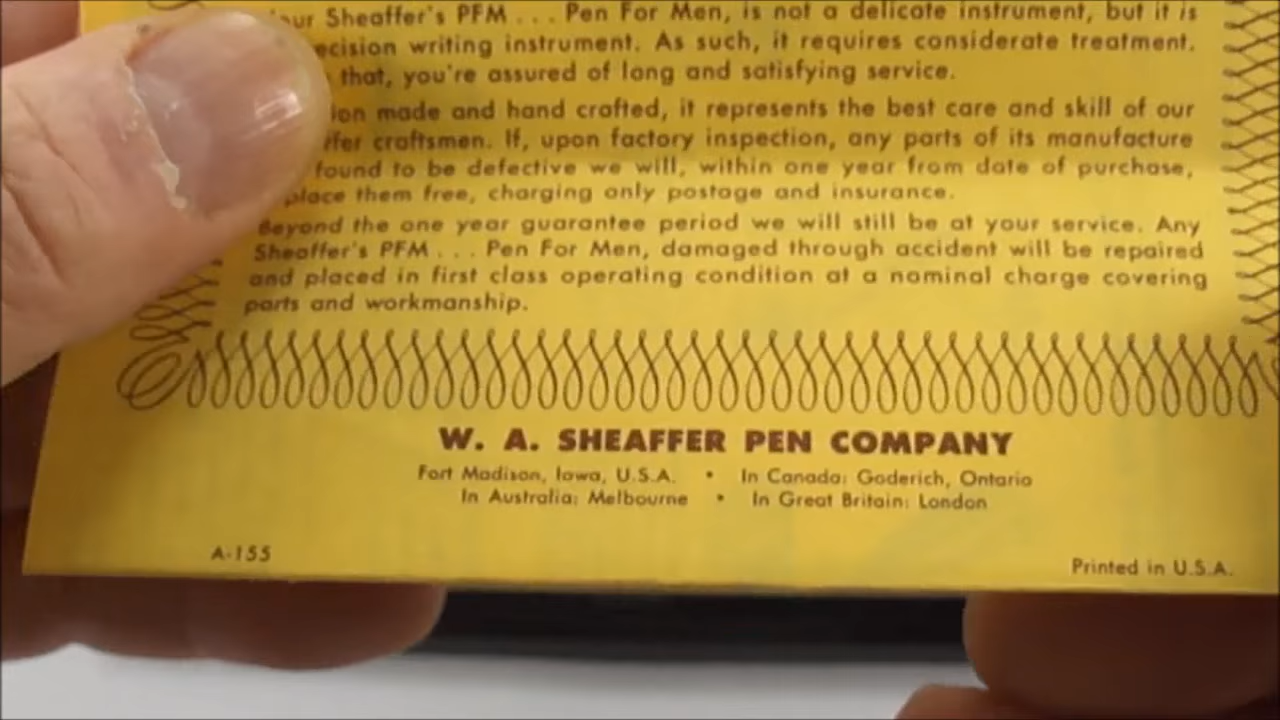 Sheaffer's PFM . . . Pen For Men, is not a delicate instrument, but it is
writing instrument. As such, it requires considerate treatment.
that, you're assured of long and satisfying service.
made and hand crafted, it represents the best care and skill of our
craftsmen. If, upon factory inspection, any parts of its manufacture
found to be defective we will, within one year from date of purchase,
them free, charging only postage and insurance.
Beyond the one year guarantee period we will still be at your service. Any
Sheaffer's PFM . . . Pen For Men, damaged through accident will be repaired
and placed in first class operating condition at a nominal charge covering
parts and workmanship.
W. A. SHEAFFER PEN COMPANY
Fort Madison, Iowa, U.S.A. • In Canada: Goderich, Ontario
In Australia: Melbourne • In Great Britain: London
A-155 Printed in U.S.A.